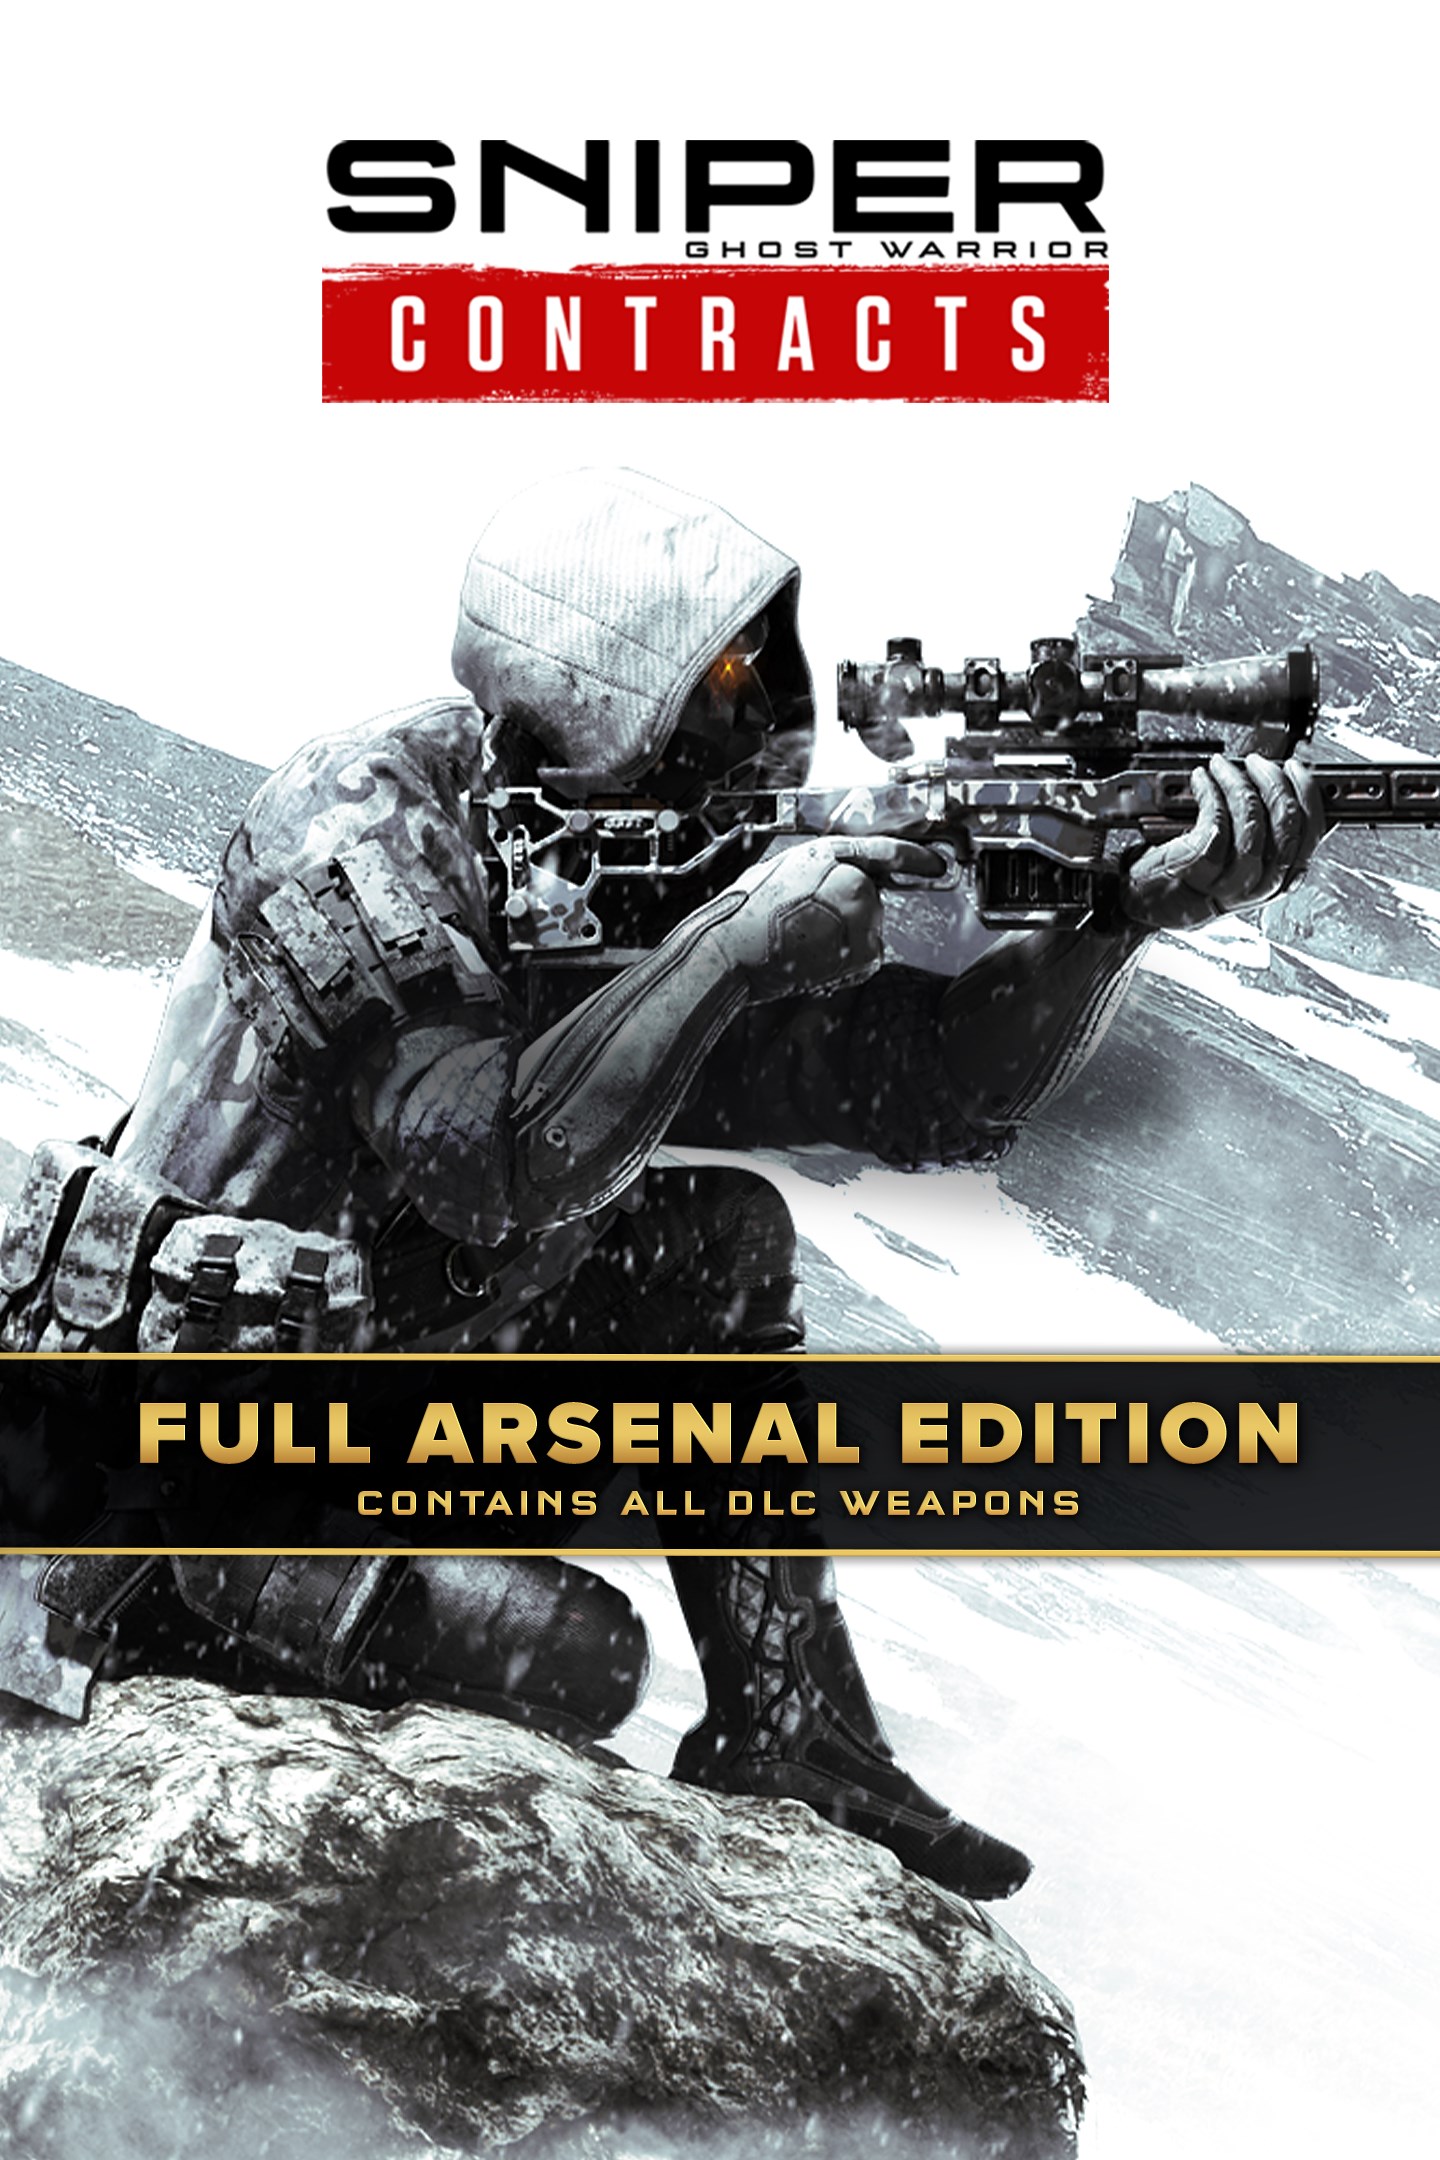 SNIPER
GHOST WARRIOR
CONTRACTS
FULL ARSENAL EDITION
CONTAINS ALL DLC WEAPONS